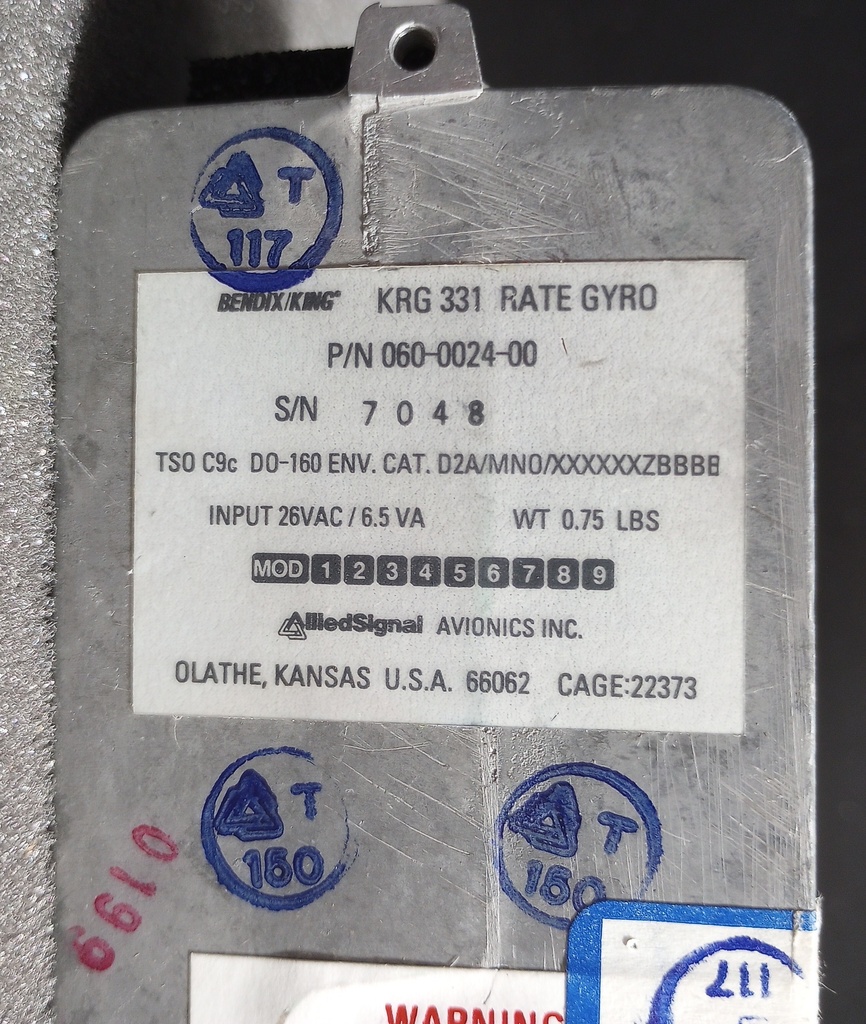 T
117
BENDIX/KING® KRG 331 RATE GYRO
P/N 060-0024-00
S/N 7048
TSO C9c DO-160 ENV. CAT. D2A/MNO/XXXXXXZBBBB
INPUT 26VAC / 6.5 VA WT 0.75 LBS
MOD 1 2 3 4 5 6 7 8 9
AlliedSignal AVIONICS INC.
OLATHE, KANSAS U.S.A. 66062 CAGE:22373
T
150
T
150
0199
WARNING
117